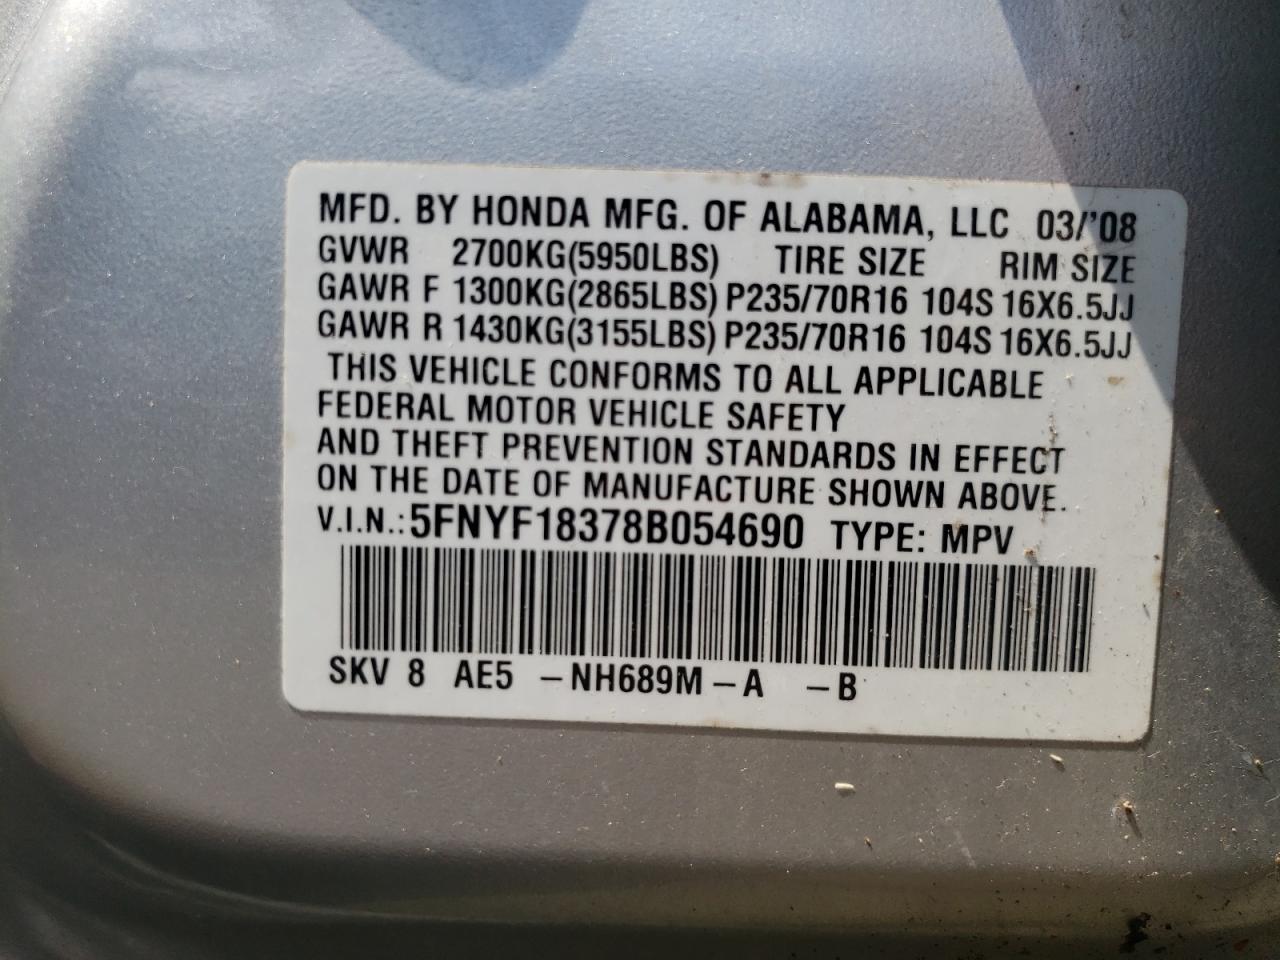 MFD. BY HONDA MFG. OF ALABAMA, LLC 03/'08
GVWR 2700KG(5950LBS) TIRE SIZE RIM SIZE
GAWR F 1300KG(2865LBS) P235/70R16 104S 16X6.5JJ
GAWR R 1430KG(3155LBS) P235/70R16 104S 16X6.5JJ
THIS VEHICLE CONFORMS TO ALL APPLICABLE
FEDERAL MOTOR VEHICLE SAFETY
AND THEFT PREVENTION STANDARDS IN EFFECT
ON THE DATE OF MANUFACTURE SHOWN ABOVE.
V.I.N.: 5FNYF18378B054690 TYPE: MPV
SKV 8 AE5 –NH689M –A –B